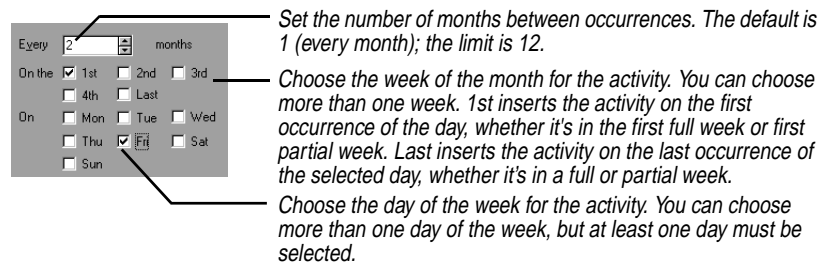 Every 2 months
On the 1st 2nd 3rd
4th Last
On Mon Tue Wed
Thu Fri Sat
Sun
Set the number of months between occurrences. The default is
1 (every month); the limit is 12.
Choose the week of the month for the activity. You can choose
more than one week. 1st inserts the activity on the first
occurrence of the day, whether it's in the first full week or first
partial week. Last inserts the activity on the last occurrence of
the selected day, whether it's in a full or partial week.
Choose the day of the week for the activity. You can choose
more than one day of the week, but at least one day must be
selected.